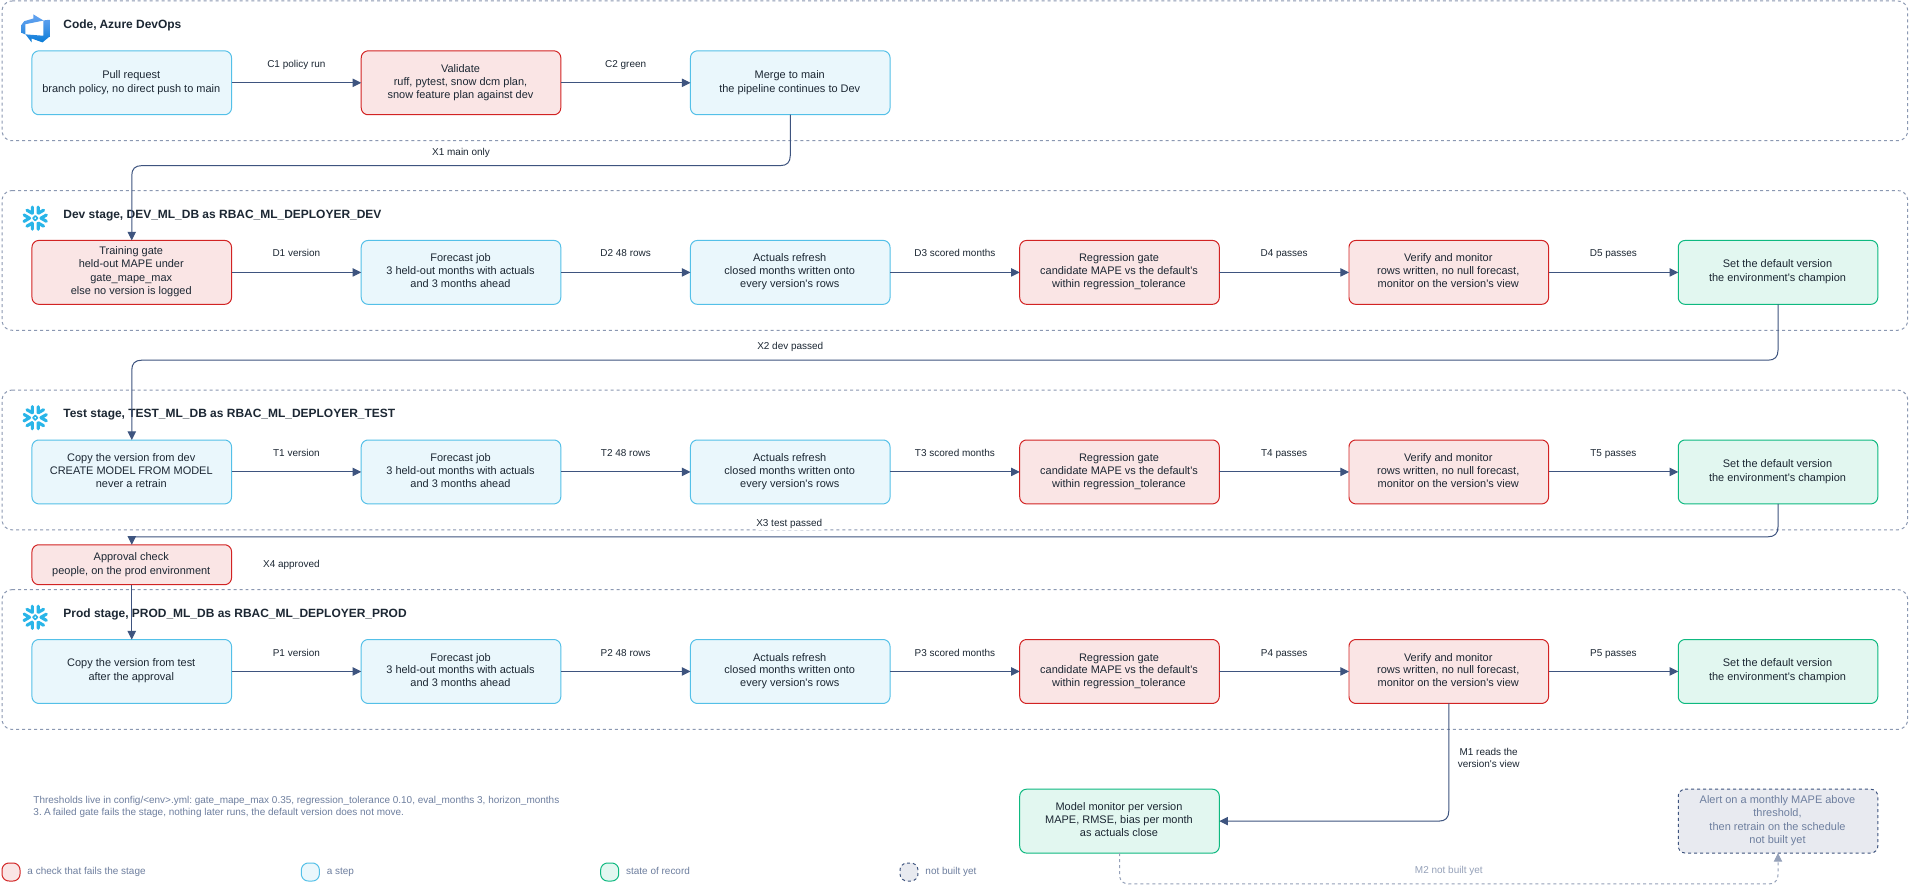 Code, Azure DevOps
Pull request
branch policy, no direct push to main
C1 policy run
Validate
ruff, pytest, snow dcm plan,
snow feature plan against dev
C2 green
Merge to main
the pipeline continues to Dev
X1 main only
Dev stage, DEV_ML_DB as RBAC_ML_DEPLOYER_DEV
Training gate
held-out MAPE under
gate_mape_max
else no version is logged
D1 version
Forecast job
3 held-out months with actuals
and 3 months ahead
D2 48 rows
Actuals refresh
closed months written onto
every version's rows
D3 scored months
Regression gate
candidate MAPE vs the default's
within regression_tolerance
D4 passes
Verify and monitor
rows written, no null forecast,
monitor on the version's view
D5 passes
Set the default version
the environment's champion
X2 dev passed
Test stage, TEST_ML_DB as RBAC_ML_DEPLOYER_TEST
Copy the version from dev
CREATE MODEL FROM MODEL
never a retrain
T1 version
Forecast job
3 held-out months with actuals
and 3 months ahead
T2 48 rows
Actuals refresh
closed months written onto
every version's rows
T3 scored months
Regression gate
candidate MAPE vs the default's
within regression_tolerance
T4 passes
Verify and monitor
rows written, no null forecast,
monitor on the version's view
T5 passes
Set the default version
the environment's champion
X3 test passed
Approval check
people, on the prod environment
X4 approved
Prod stage, PROD_ML_DB as RBAC_ML_DEPLOYER_PROD
Copy the version from test
after the approval
P1 version
Forecast job
3 held-out months with actuals
and 3 months ahead
P2 48 rows
Actuals refresh
closed months written onto
every version's rows
P3 scored months
Regression gate
candidate MAPE vs the default's
within regression_tolerance
P4 passes
Verify and monitor
rows written, no null forecast,
monitor on the version's view
P5 passes
Set the default version
the environment's champion
M1 reads the
version's view
Thresholds live in config/<env>.yml: gate_mape_max 0.35, regression_tolerance 0.10, eval_months 3, horizon_months
3. A failed gate fails the stage, nothing later runs, the default version does not move.
Model monitor per version
MAPE, RMSE, bias per month
as actuals close
Alert on a monthly MAPE above
threshold,
then retrain on the schedule
not built yet
M2 not built yet
a check that fails the stage
a step
state of record
not built yet